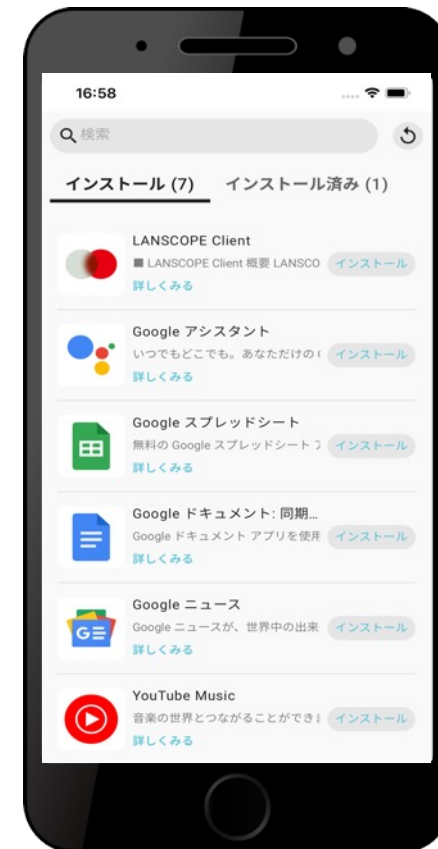 16:58
検索
インストール (7) インストール済み (1)
LANSCOPE Client
■ LANSCOPE Client 概要 LANSCO
インストール
詳しくみる
Google アシスタント
いつでもどこでも。あなただけの
インストール
詳しくみる
Google スプレッドシート
無料の Google スプレッドシート
インストール
詳しくみる
Google ドキュメント: 同期...
Google ドキュメント アプリを使用
インストール
詳しくみる
Google ニュース
Google ニュースが、世界中の出来
インストール
詳しくみる
YouTube Music
音楽の世界とつながることができ
インストール
詳しくみる